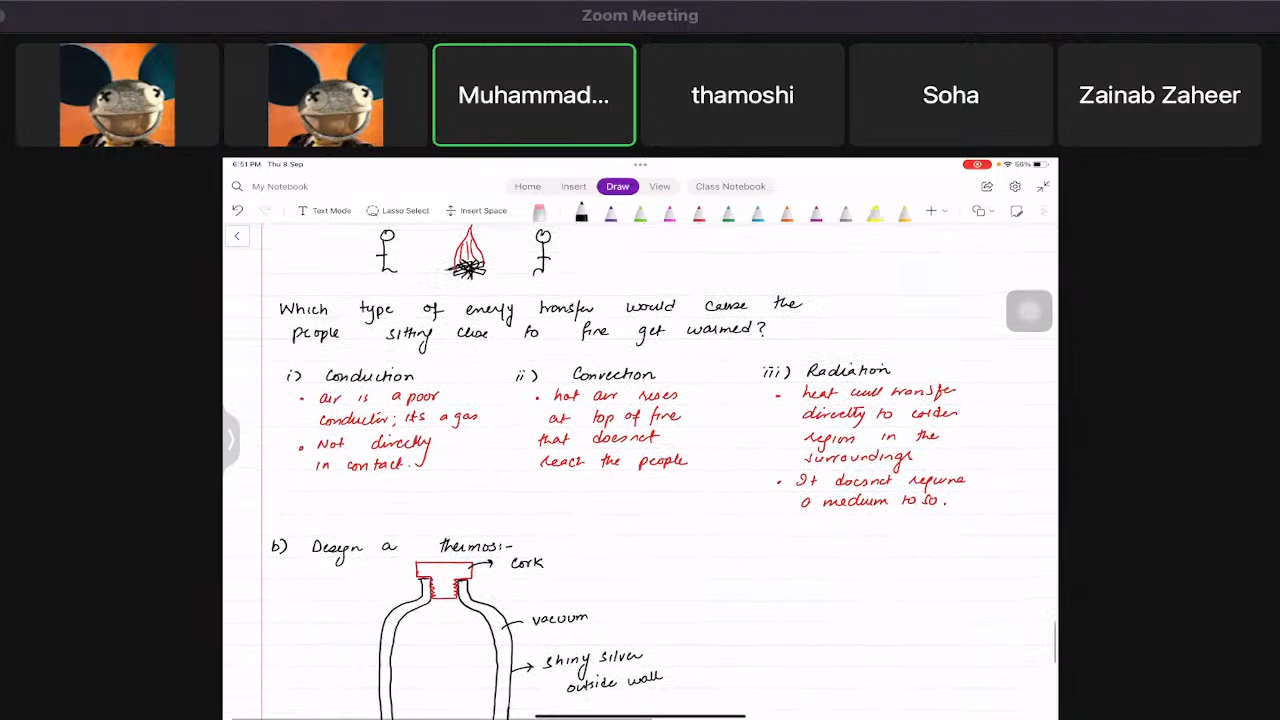 Zoom Meeting
Muhammad...
thamoshi
Soha
Zainab Zaheer
6:51 PM Thu 8 Sep
56%
My Notebook
Home
Insert
Draw
View
Class Notebook
Text Mode
Lasso Select
Insert Space
Which type of energy transfer would cause the
people sitting close to fire get warmed?
i) Conduction
• air is a poor
conductor; its a gas
• Not directly
in contact.
ii) Convection
• hot air rises
at top of fire
that doesnot
reach the people
iii) Radiation
• heat will transfer
directly to colder
region in the
surroundings
• It doesnot require
a medium to so.
b) Design a thermos:-
cork
vacuum
shiny silver
outside wall